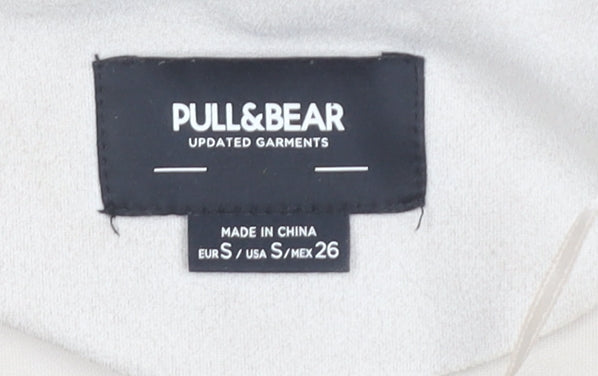 PULL&BEAR
UPDATED GARMENTS
MADE IN CHINA
EUR S / USA S / MEX 26